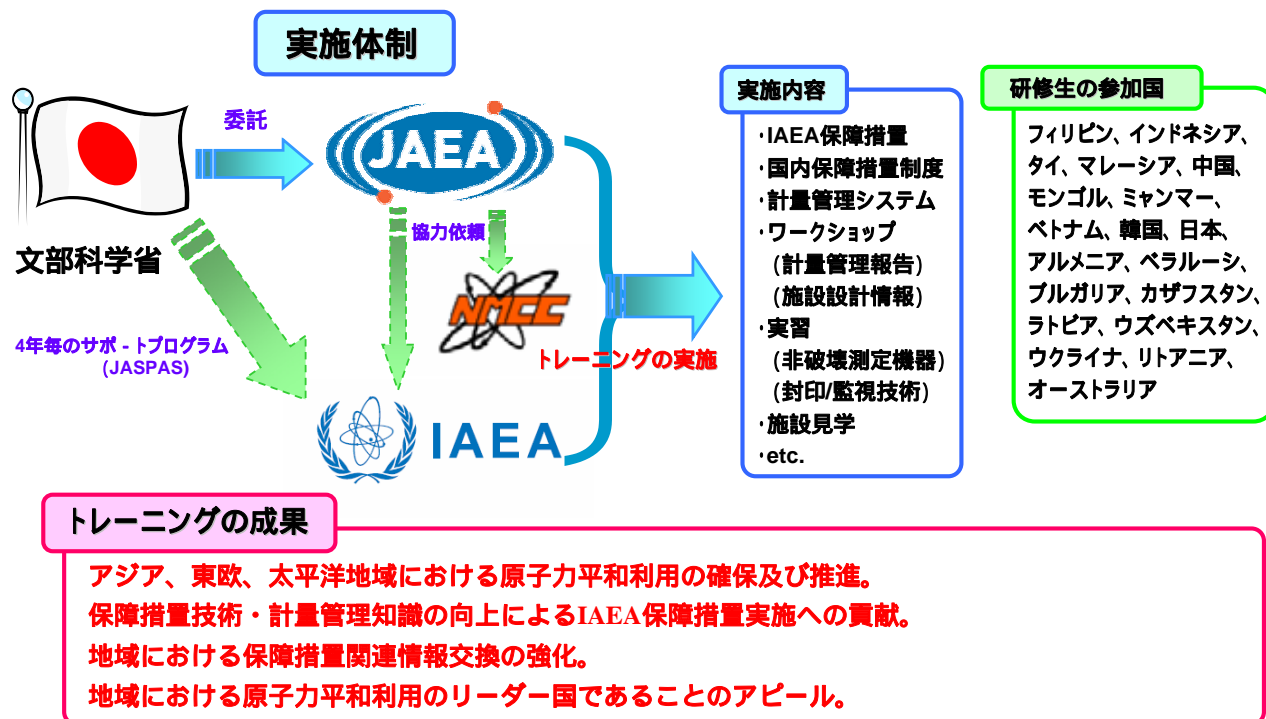 実施体制
委託
JAEA
文部科学省
協力依頼
NMCC
4年毎のサポ - トプログラム
(JASPAS)
IAEA
トレーニングの実施
実施内容
・IAEA保障措置
・国内保障措置制度
・計量管理システム
・ワークショップ
(計量管理報告)
(施設設計情報)
・実習
(非破壊測定機器)
(封印/監視技術)
・施設見学
・etc.
研修生の参加国
フィリピン、インドネシア、
タイ、マレーシア、中国、
モンゴル、ミャンマー、
ベトナム、韓国、日本、
アルメニア、ベラルーシ、
ブルガリア、カザフスタン、
ラトビア、ウズベキスタン、
ウクライナ、リトアニア、
オーストラリア
トレーニングの成果
アジア、東欧、太平洋地域における原子力平和利用の確保及び推進。
保障措置技術・計量管理知識の向上によるIAEA保障措置実施への貢献。
地域における保障措置関連情報交換の強化。
地域における原子力平和利用のリーダー国であることのアピール。